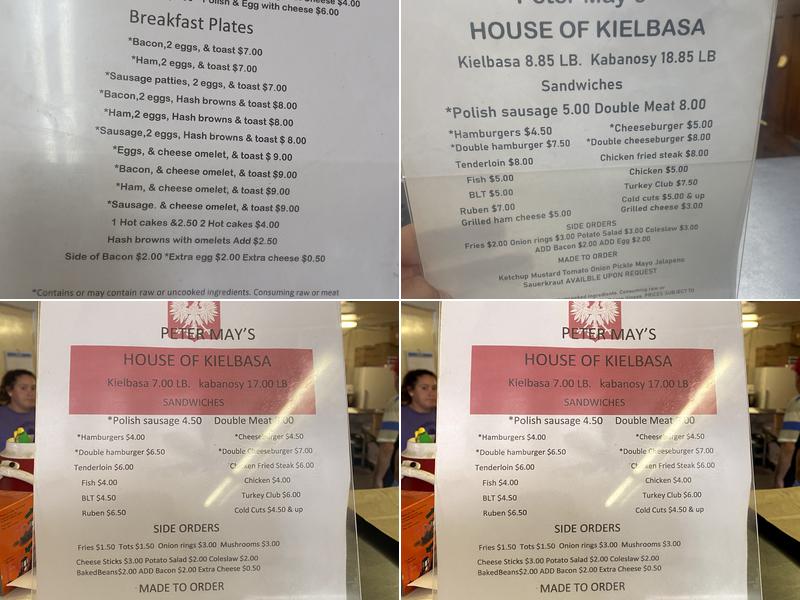 Polish & Egg with cheese $6.00
Breakfast Plates
*Bacon,2 eggs, & toast $7.00
*Ham,2 eggs, & toast $7.00
*Sausage patties, 2 eggs, & toast $7.00
*Bacon,2 eggs, Hash browns & toast $8.00
*Ham,2 eggs, Hash browns & toast $8.00
*Sausage,2 eggs, Hash browns & toast $ 8.00
*Eggs, & cheese omelet, & toast $ 9.00
*Bacon, & cheese omelet, & toast $9.00
*Ham, & cheese omelet, & toast $9.00
*Sausage. & cheese omelet, & toast $9.00
1 Hot cakes &2.50 2 Hot cakes $4.00
Hash browns with omelets Add $2.50
Side of Bacon $2.00 *Extra egg $2.00 Extra cheese $0.50
*Contains or may contain raw or uncooked ingredients. Consuming raw or meat
Peter May's
HOUSE OF KIELBASA
Kielbasa 8.85 LB. Kabanosy 18.85 LB
Sandwiches
*Polish sausage 5.00 Double Meat 8.00
*Hamburgers $4.50 *Cheeseburger $5.00
*Double hamburger $7.50 *Double cheeseburger $8.00
Tenderloin $8.00 Chicken fried steak $8.00
Fish $5.00 Chicken $5.00
BLT $5.00 Turkey Club $7.50
Ruben $7.00 Cold cuts $5.00 & up
Grilled ham cheese $5.00 Grilled cheese $3.00
SIDE ORDERS
Fries $2.00 Onion rings $3.00 Potato Salad $3.00 Coleslaw $3.00
ADD Bacon $2.00 ADD Egg $2.00
MADE TO ORDER
Ketchup Mustard Tomato Onion Pickle Mayo Jalapeno
Sauerkraut AVAILBLE UPON REQUEST
PETER MAY'S
HOUSE OF KIELBASA
Kielbasa 7.00 LB. kabanosy 17.00 LB
SANDWICHES
*Polish sausage 4.50 Double Meat
*Hamburgers $4.00 *Cheeseburger $4.50
*Double hamburger $6.50 *Double Cheeseburger $7.00
Tenderloin $6.00 Chicken Fried Steak $6.00
Fish $4.00 Chicken $4.00
BLT $4.50 Turkey Club $6.00
Ruben $6.50 Cold Cuts $4.50 & up
SIDE ORDERS
Fries $1.50 Tots $1.50 Onion rings $3.00 Mushrooms $3.00
Cheese Sticks $3.00 Potato Salad $2.00 Coleslaw $2.00
BakedBeans$2.00 ADD Bacon $2.00 Extra Cheese $0.50
MADE TO ORDER
PETER MAY'S
HOUSE OF KIELBASA
Kielbasa 7.00 LB. kabanosy 17.00 LB
SANDWICHES
*Polish sausage 4.50 Double Meat
*Hamburgers $4.00 *Cheeseburger $4.50
*Double hamburger $6.50 *Double Cheeseburger $7.00
Tenderloin $6.00 Chicken Fried Steak $6.00
Fish $4.00 Chicken $4.00
BLT $4.50 Turkey Club $6.00
Ruben $6.50 Cold Cuts $4.50 & up
SIDE ORDERS
Fries $1.50 Tots $1.50 Onion rings $3.00 Mushrooms $3.00
Cheese Sticks $3.00 Potato Salad $2.00 Coleslaw $2.00
BakedBeans$2.00 ADD Bacon $2.00 Extra Cheese $0.50
MADE TO ORDER